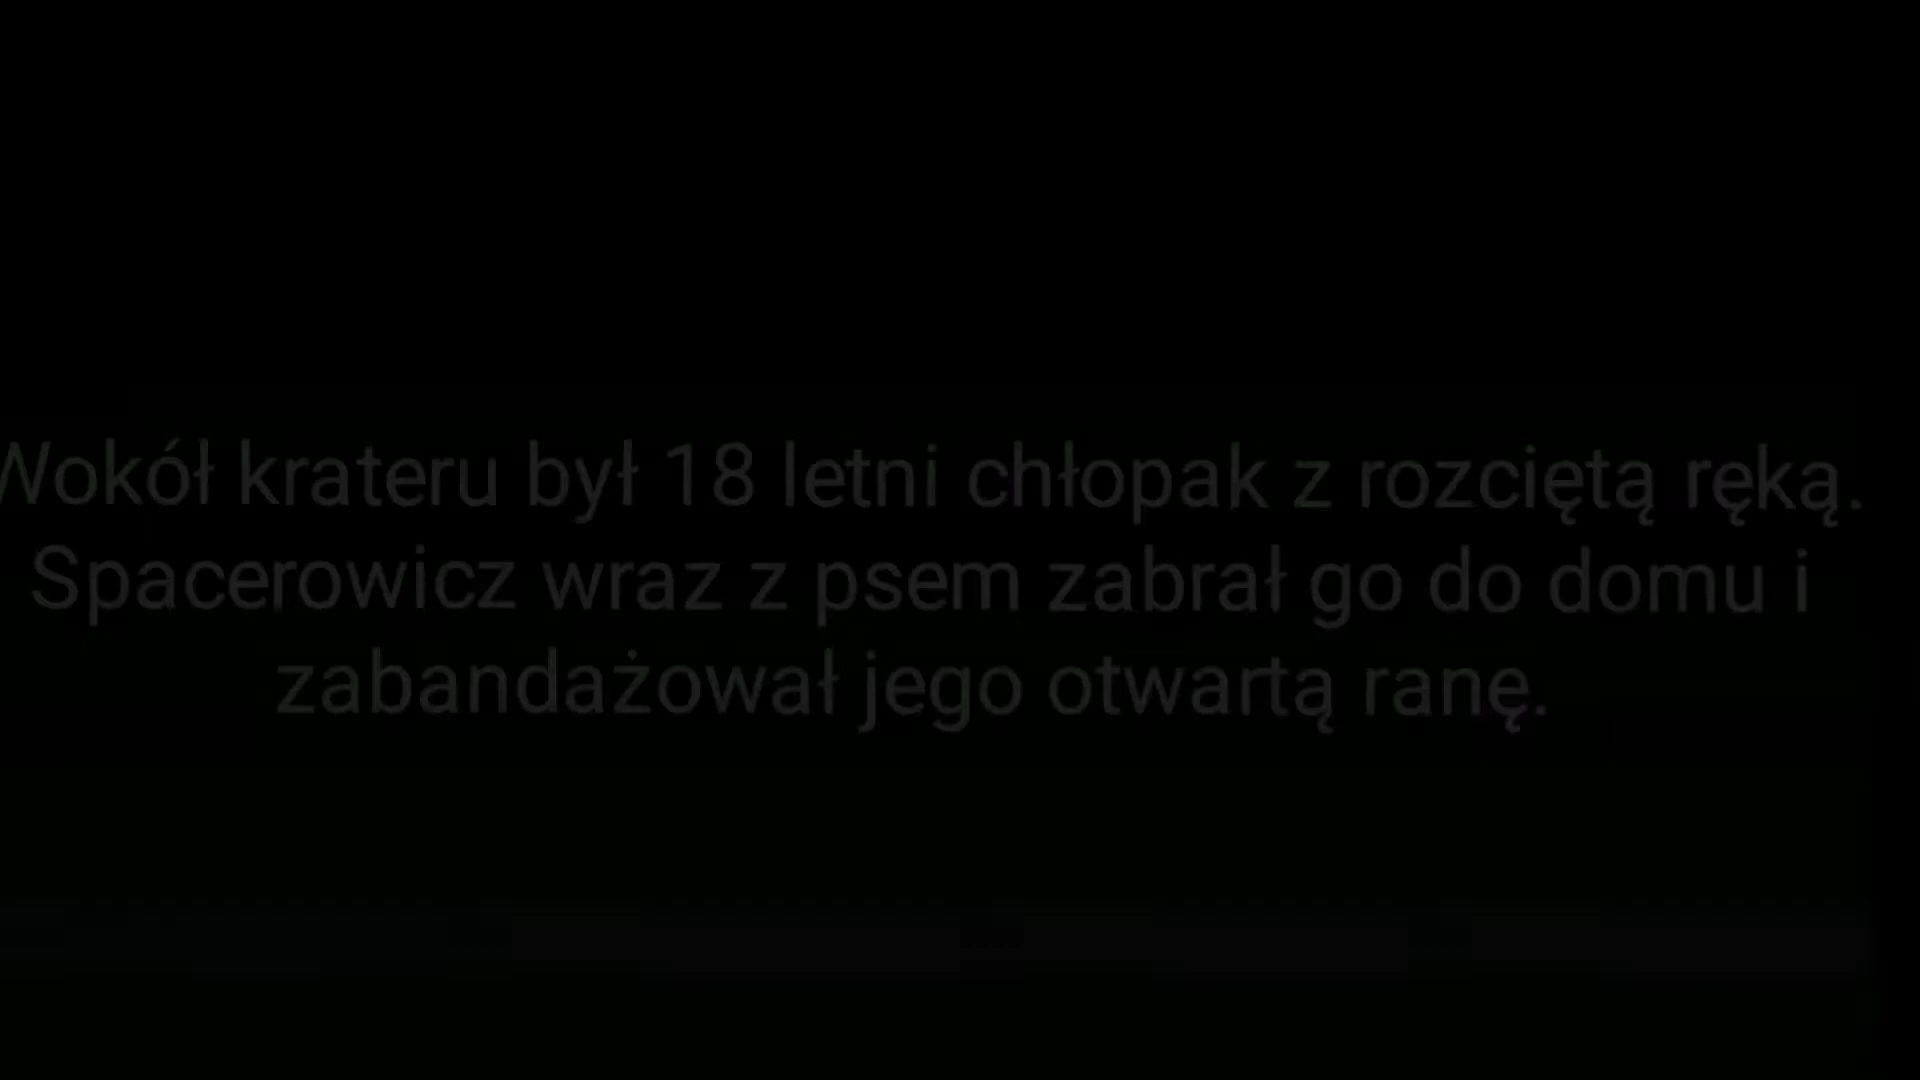 Wokół krateru był 18 letni chłopak z rozciętą ręką.
Spacerowicz wraz z psem zabrał go do domu i
zabandażował jego otwartą ranę.